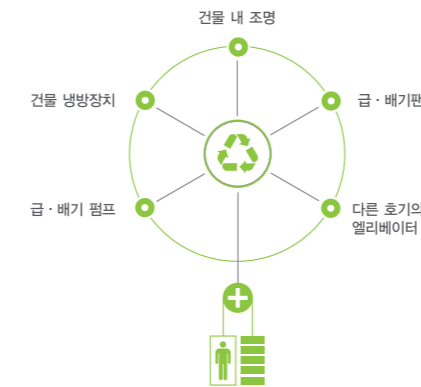 건물 내 조명
건물 냉방장치
급 · 배기팬
급 · 배기 펌프
다른 호기의
엘리베이터